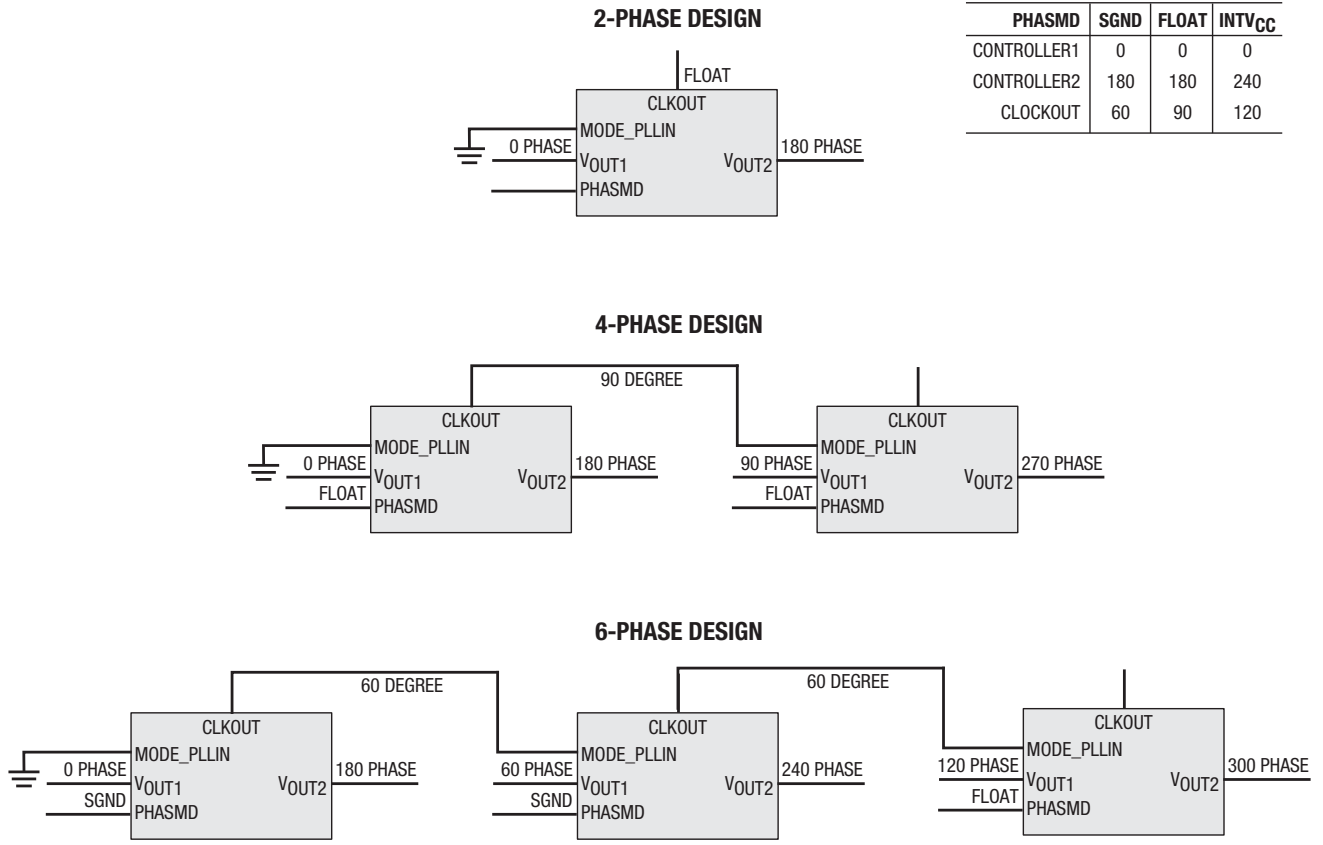 2-PHASE DESIGN
PHASMD SGND FLOAT INTVCC
CONTROLLER1 0 0 0
CONTROLLER2 180 180 240
CLOCKOUT 60 90 120
FLOAT
CLKOUT
MODE_PLLIN
0 PHASE VOUT1 VOUT2 180 PHASE
PHASMD
4-PHASE DESIGN
90 DEGREE
CLKOUT CLKOUT
MODE_PLLIN MODE_PLLIN
0 PHASE VOUT1 VOUT2 180 PHASE 90 PHASE VOUT1 VOUT2 270 PHASE
FLOAT PHASMD FLOAT PHASMD
6-PHASE DESIGN
60 DEGREE 60 DEGREE
CLKOUT CLKOUT CLKOUT
MODE_PLLIN MODE_PLLIN MODE_PLLIN
0 PHASE VOUT1 VOUT2 180 PHASE 60 PHASE VOUT1 VOUT2 240 PHASE 120 PHASE VOUT1 VOUT2 300 PHASE
SGND PHASMD SGND PHASMD FLOAT PHASMD